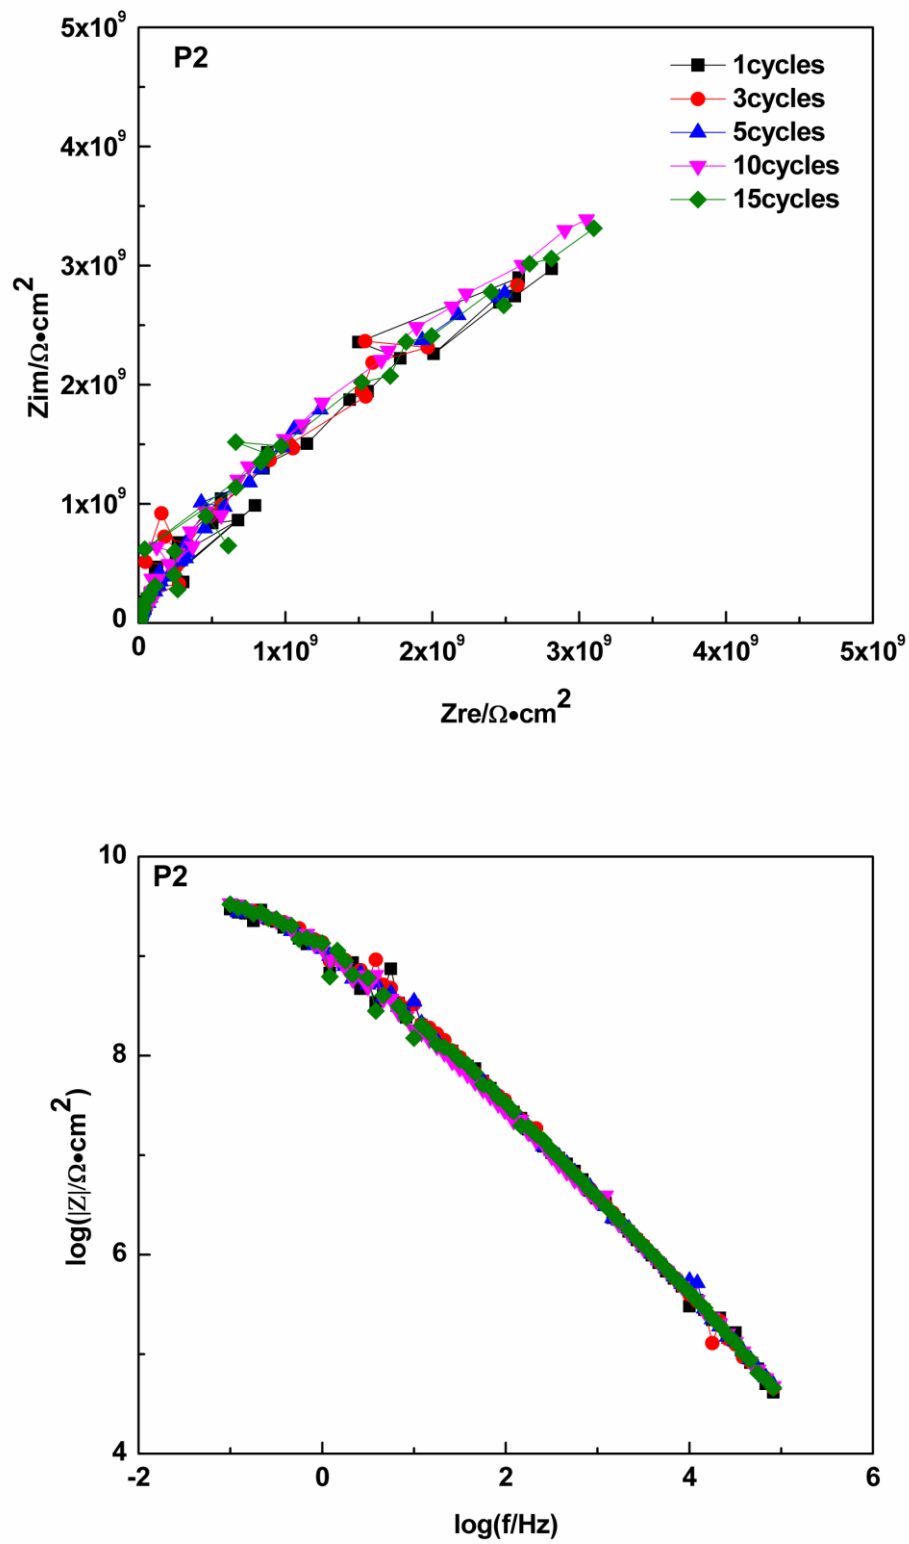 5x10⁹
P2
1cycles
3cycles
4x10⁹
5cycles
10cycles
15cycles
3x10⁹
Zim/Ω•cm²
2x10⁹
1x10⁹
0
0 1x10⁹ 2x10⁹ 3x10⁹ 4x10⁹ 5x10⁹
Zre/Ω•cm²
10
P2
8
log(|Z|/Ω•cm²)
6
4
-2 0 2 4 6
log(f/Hz)